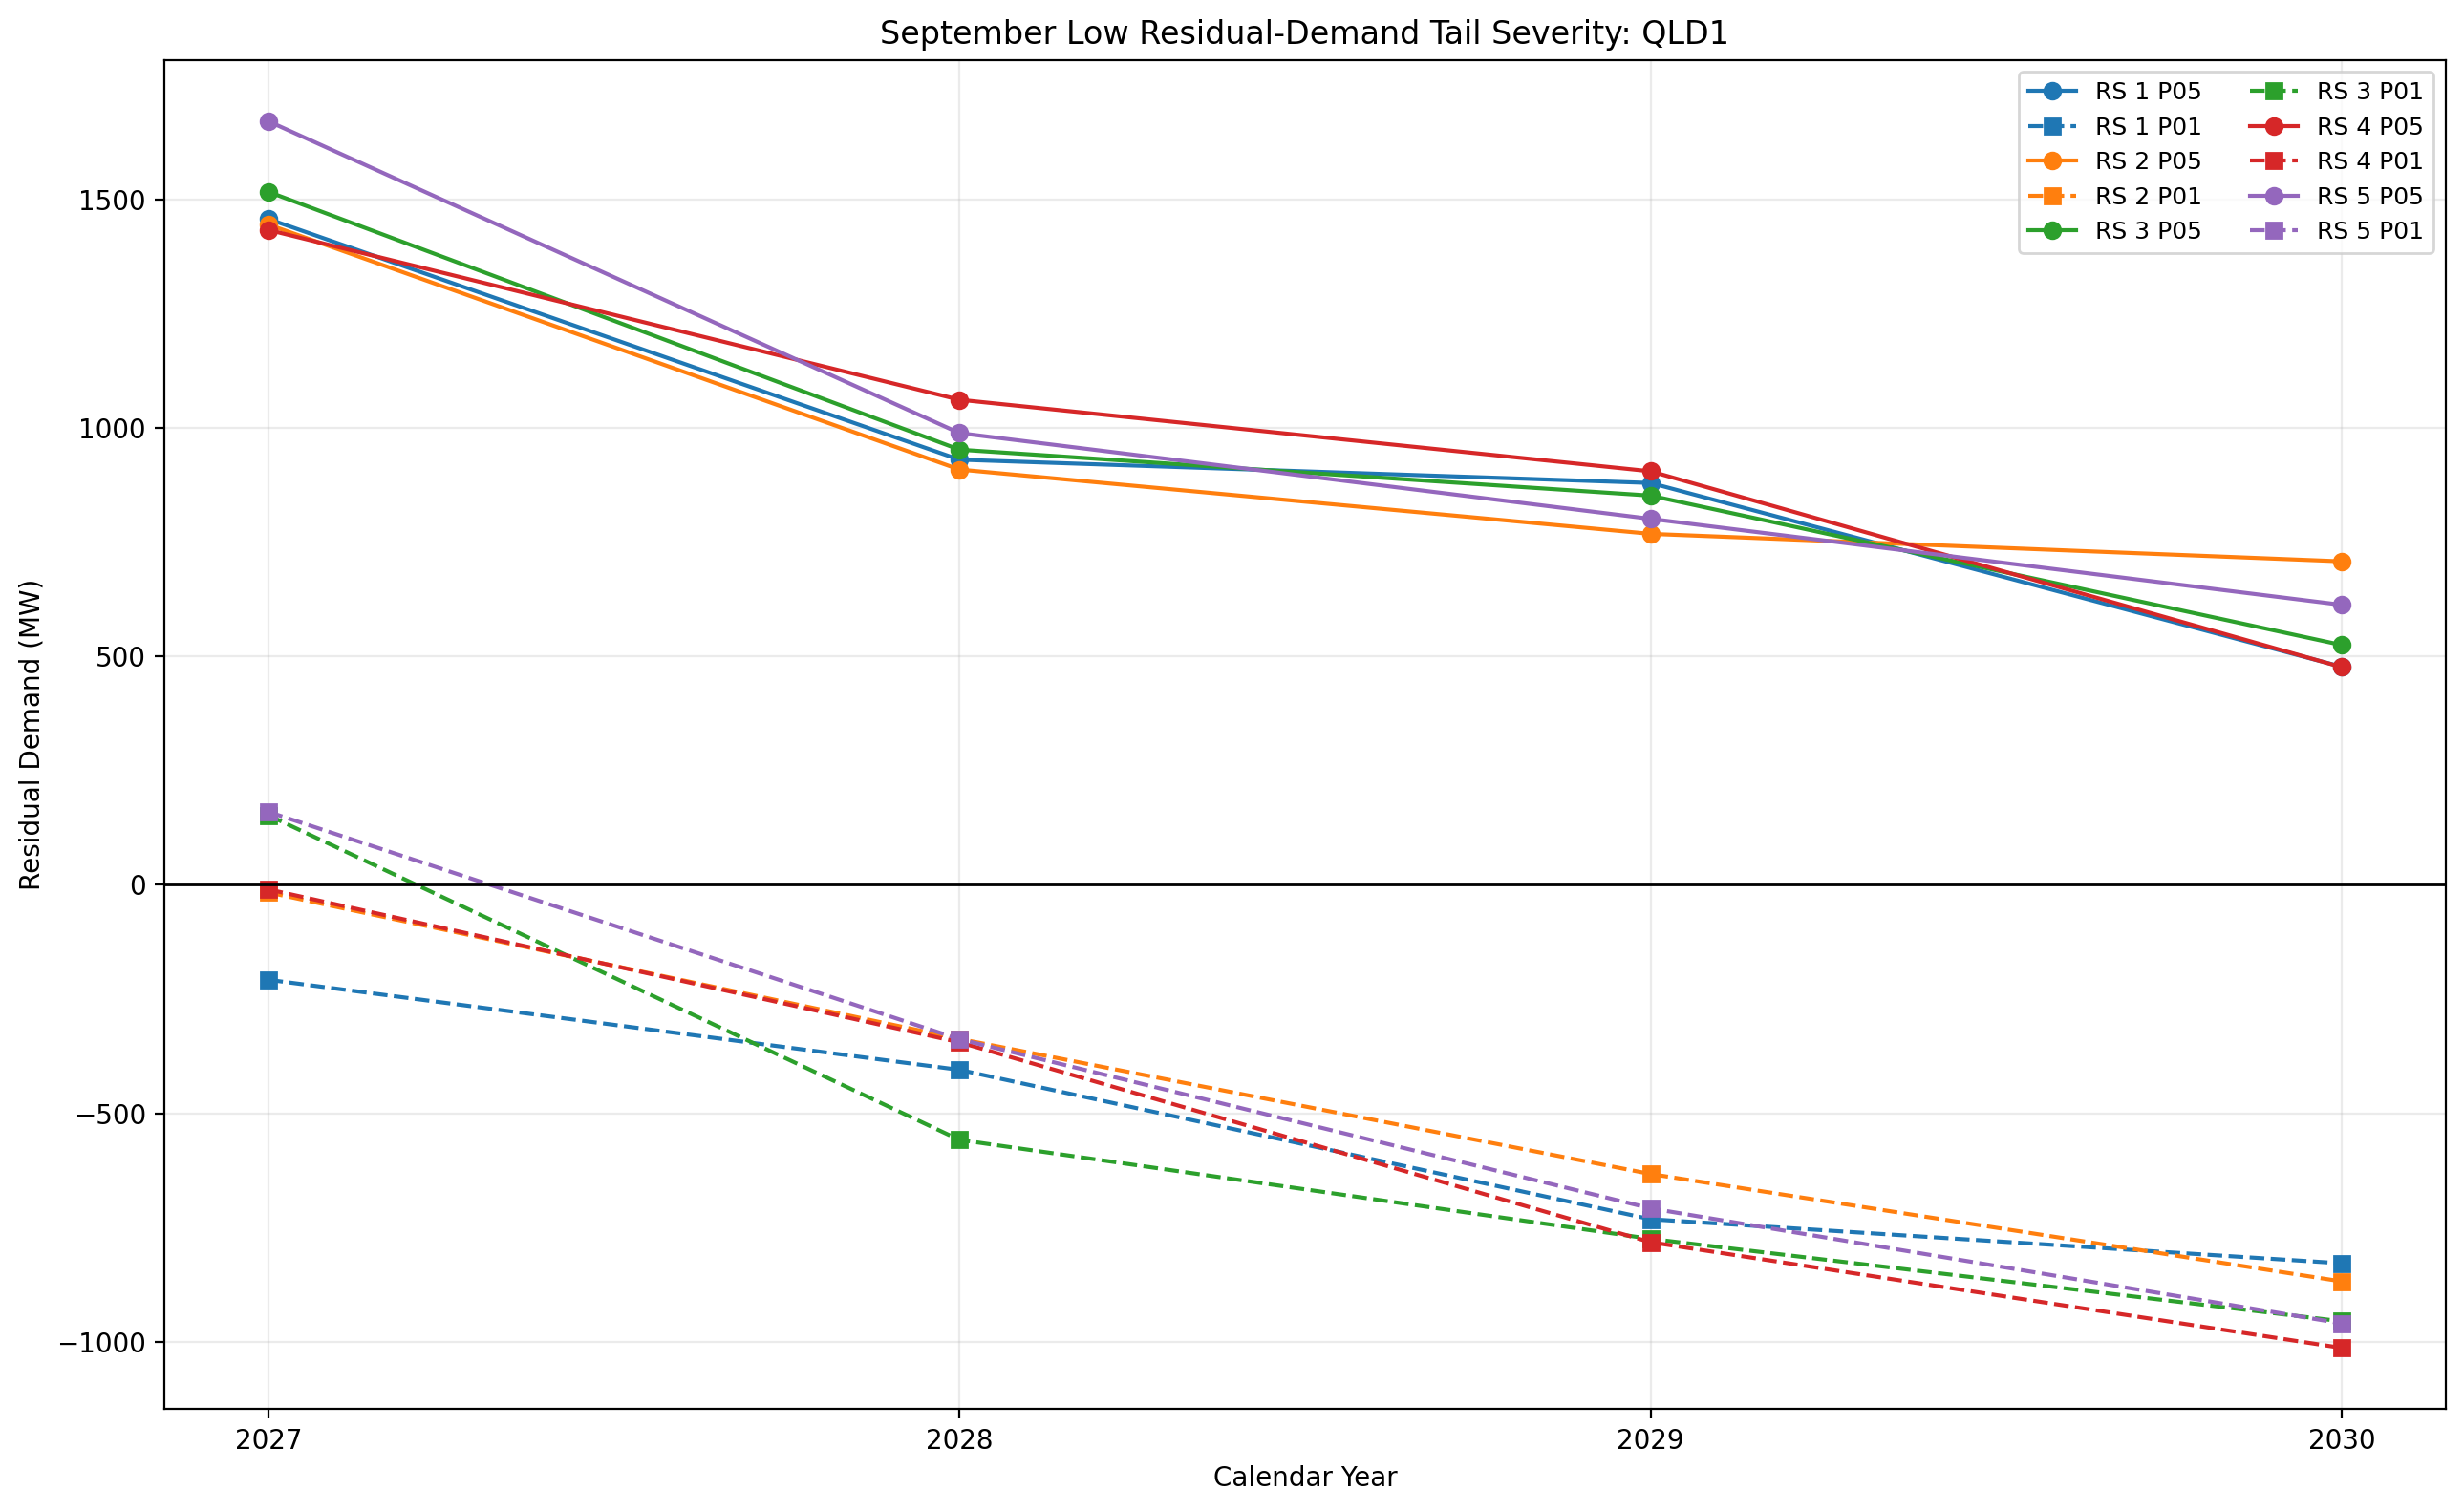 September Low Residual-Demand Tail Severity: QLD1
RS 1 P05
RS 1 P01
RS 2 P05
RS 2 P01
RS 3 P05
RS 3 P01
RS 4 P05
RS 4 P01
RS 5 P05
RS 5 P01
Residual Demand (MW)
1500
1000
500
0
−500
−1000
2027
2028
2029
2030
Calendar Year